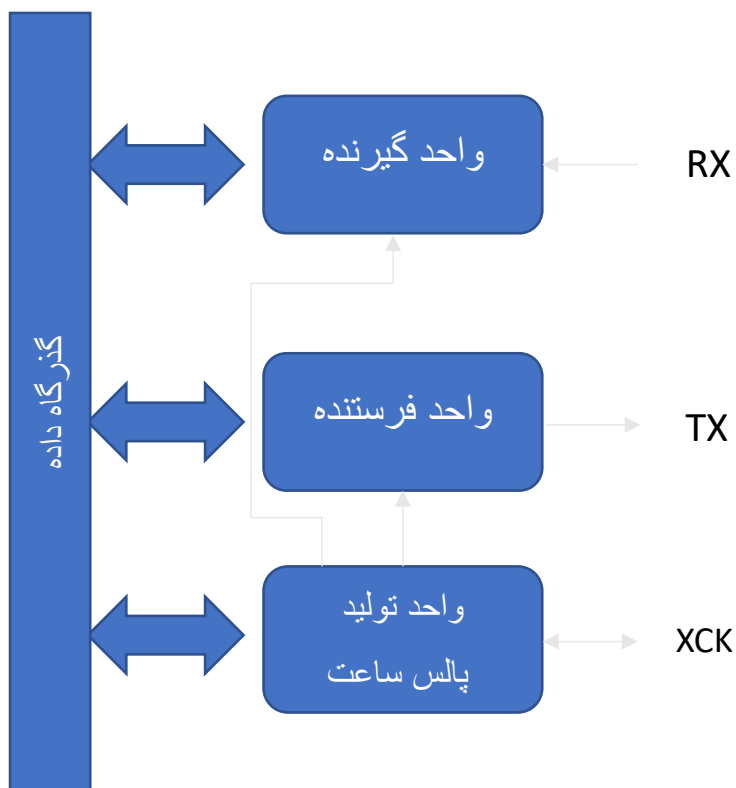 واحد گیرنده
RX
گذرگاه داده
واحد فرستنده
TX
واحد تولید
پالس ساعت
XCK